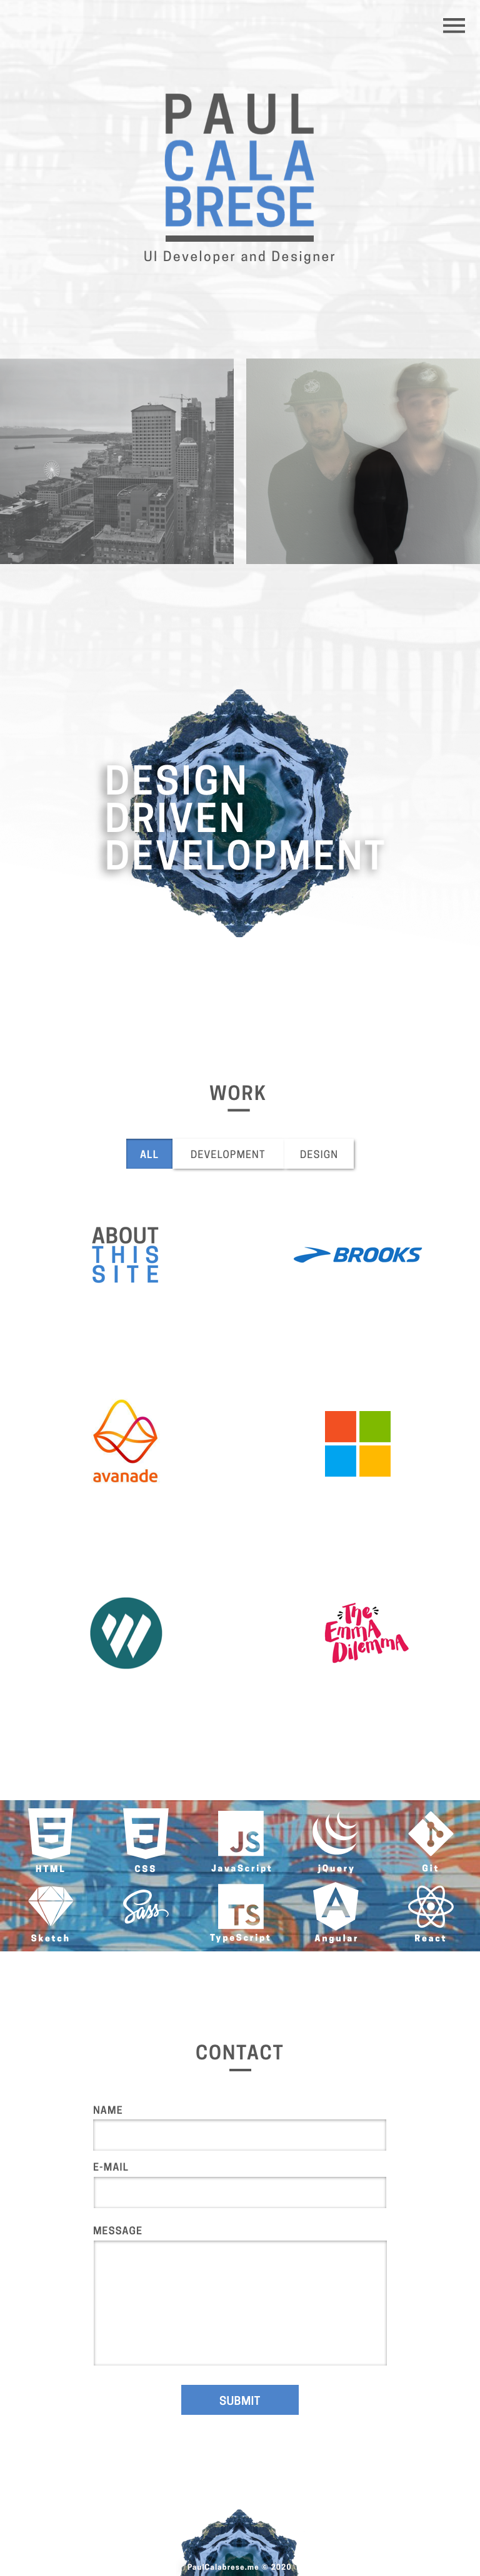 PAUL
CALA
BRESE
UI Developer and Designer
DESIGN
DRIVEN
DEVELOPMENT
WORK
ALL DEVELOPMENT DESIGN
ABOUT
THIS
SITE
BROOKS
avanade
The
EmmA
DilemmA
JS
HTML CSS JavaScript jQuery Git
Sass
TS
Sketch TypeScript Angular React
CONTACT
NAME
E-MAIL
MESSAGE
SUBMIT
PaulCalabrese.me © 2020